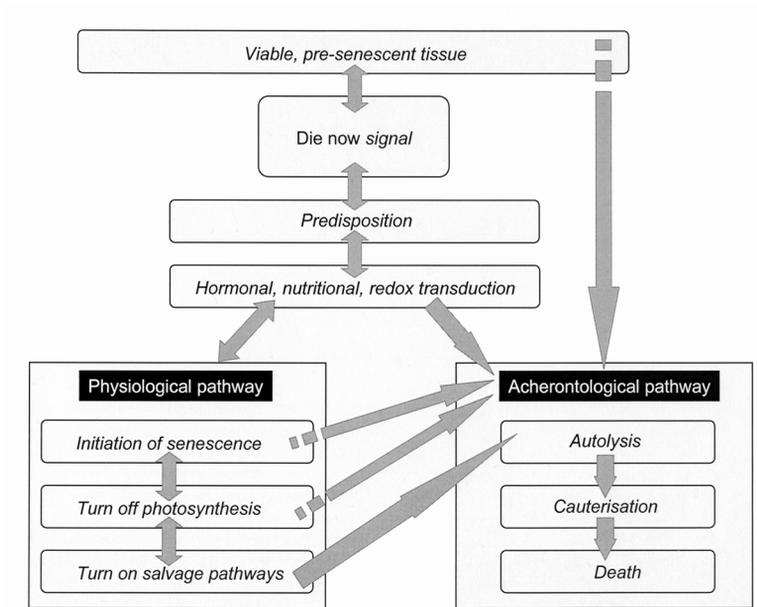 Viable, pre-senescent tissue
Die now signal
Predisposition
Hormonal, nutritional, redox transduction
Physiological pathway
Initiation of senescence
Turn off photosynthesis
Turn on salvage pathways
Acherontological pathway
Autolysis
Cauterisation
Death